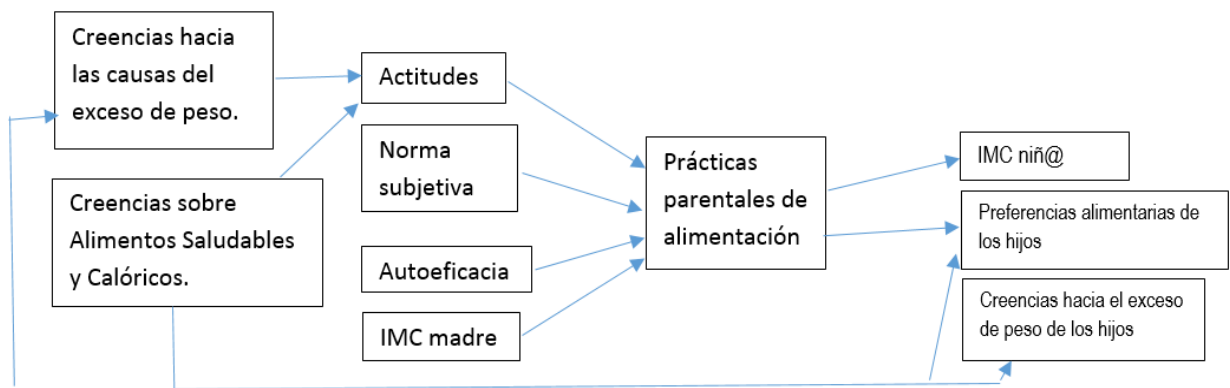 Creencias hacia
las causas del
exceso de peso.
Creencias sobre
Alimentos Saludables
y Calóricos.
Actitudes
Norma
subjetiva
Autoeficacia
IMC madre
Prácticas
parentales de
alimentación
IMC niñ@
Preferencias alimentarias de
los hijos
Creencias hacia el exceso
de peso de los hijos